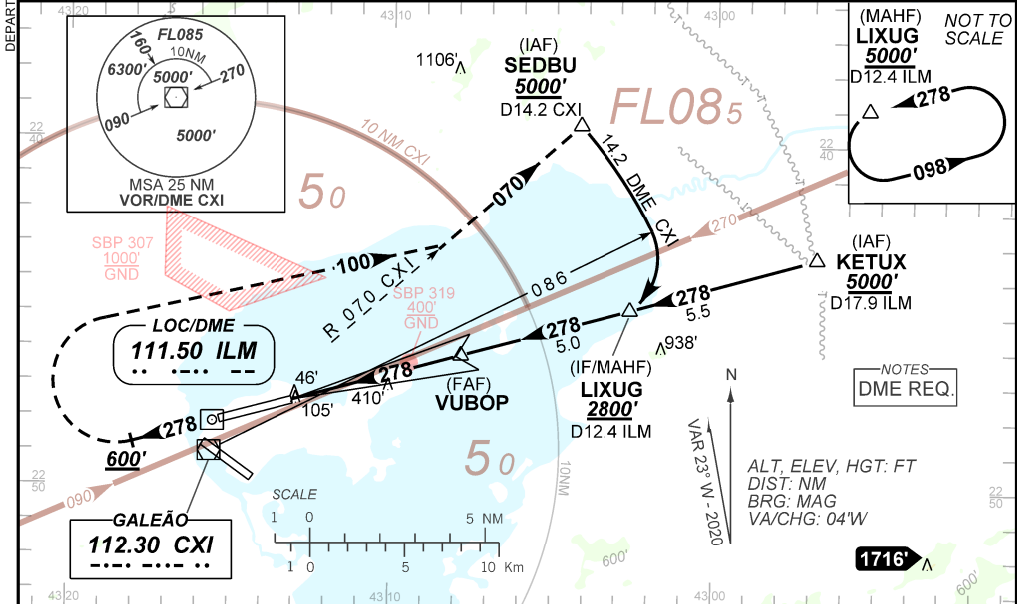 DEPART
43 20
43 10
43 00
22 40
FL085
160
10NM
6300'
5000'
270
090
5000'
MSA 25 NM
VOR/DME CXI
1106'
(IAF)
SEDBU
5000'
D14.2 CXI
FL085
10 NM CXI
50
14.2 DME CXI
070
(MAHF)
LIXUG
5000'
D12.4 ILM
NOT TO
SCALE
278
098
22 40
270
SBP 307
1000'
GND
100
R 070 CXI
086
SBP 319
400'
GND
(IAF)
KETUX
5000'
D17.9 ILM
278
5.5
278
5.0
938'
LOC/DME
111.50 ILM
·· ·–·· ––
278
46'
105'
410'
(FAF)
VUBOP
(IF/MAHF)
LIXUG
2800'
D12.4 ILM
NOTES
DME REQ.
278
600'
N
VAR 23° W - 2020
50
10NM
22 50
090
ALT, ELEV, HGT: FT
DIST: NM
BRG: MAG
VA/CHG: 04'W
22 50
GALEÃO
112.30 CXI
–·–· –··– ··
SCALE
1 0 5 NM
1 0 5 10 Km
600'
1716'
600'
43 20
43 10
43 00